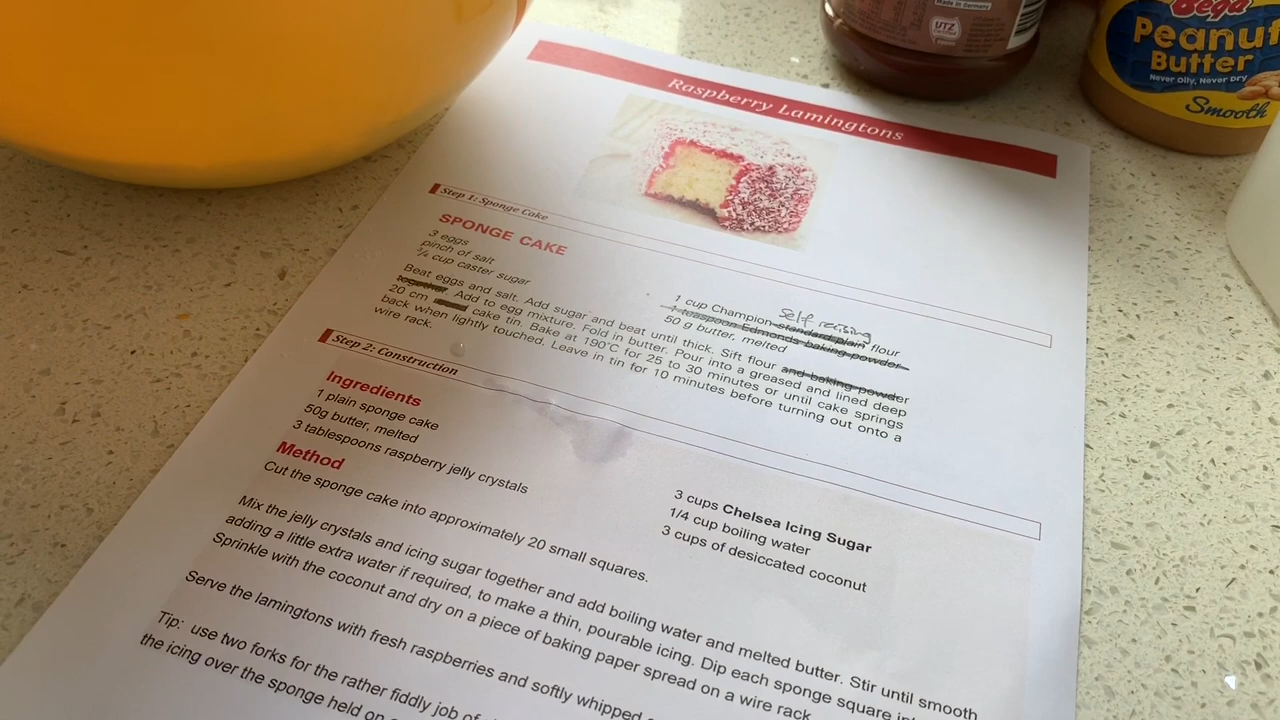 Made in Germany
UTZ
Bega
Peanut
Butter
Never Oily, Never Dry
Smooth
Raspberry Lamingtons
Step 1: Sponge Cake
SPONGE CAKE
3 eggs
pinch of salt
¾ cup caster sugar
1 cup Champion standard plain flour
Self raising
1 teaspoon Edmonds baking powder
50 g butter, melted
Beat eggs and salt. Add sugar and beat until thick. Sift flour and baking powder
together. Add to egg mixture. Fold in butter. Pour into a greased and lined deep
20 cm cake tin. Bake at 190°C for 25 to 30 minutes or until cake springs
back when lightly touched. Leave in tin for 10 minutes before turning out onto a
wire rack.
Step 2: Construction
Ingredients
1 plain sponge cake
50g butter, melted
3 tablespoons raspberry jelly crystals
3 cups Chelsea Icing Sugar
1/4 cup boiling water
3 cups of desiccated coconut
Method
Cut the sponge cake into approximately 20 small squares.
Mix the jelly crystals and icing sugar together and add boiling water and melted butter. Stir until smooth
adding a little extra water if required, to make a thin, pourable icing. Dip each sponge square
Sprinkle with the coconut and dry on a piece of baking paper spread on a wire rack
Serve the lamingtons with fresh raspberries and softly whipped
Tip: use two forks for the rather fiddly job of
the icing over the sponge held on